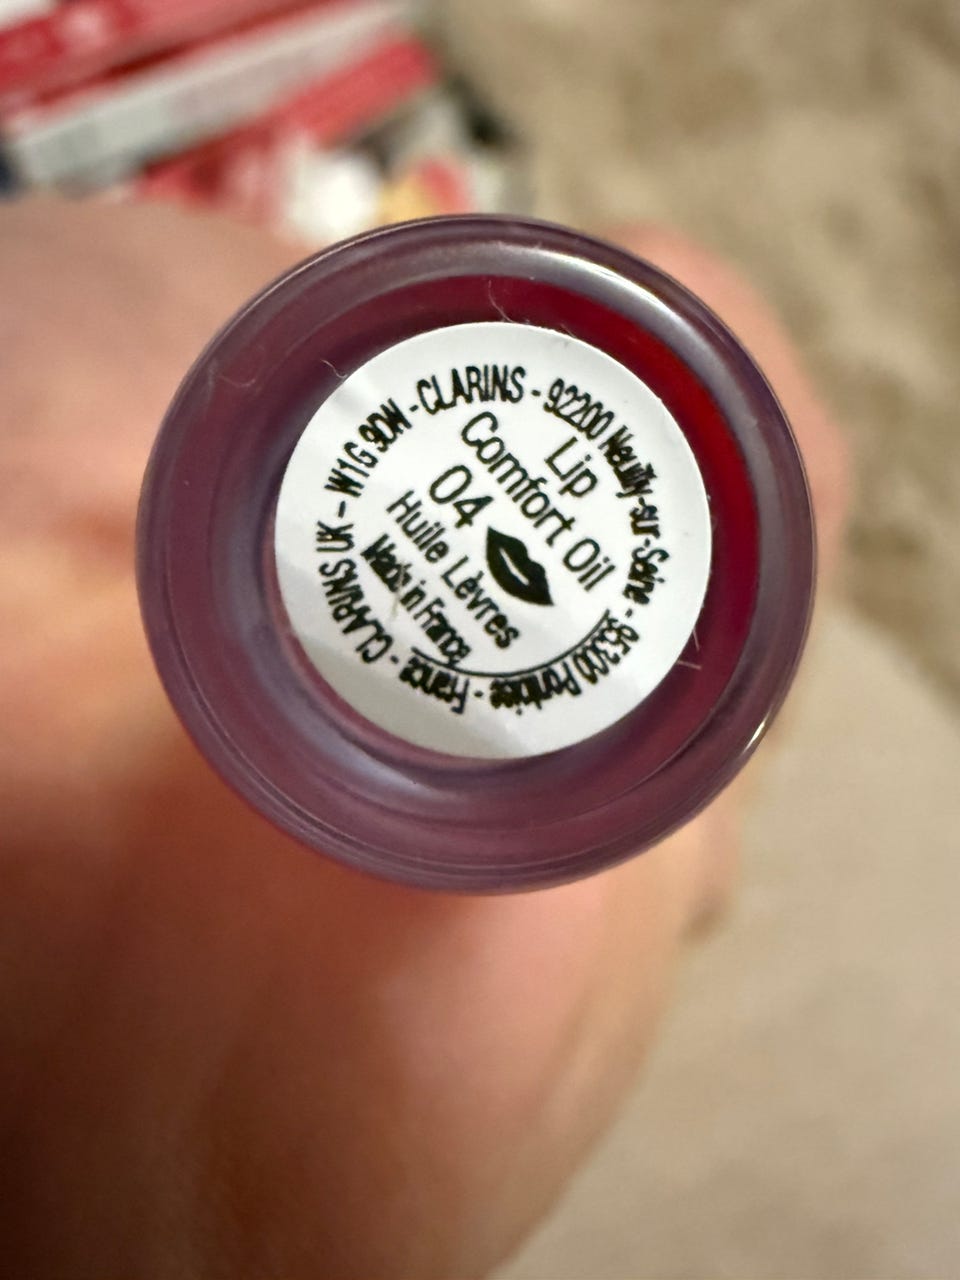 CLARINS - 92200 Neuilly-sur-Seine - 95300 Pontoise - France - CLARINS UK - W1G 9DN -
Lip
Comfort Oil
04
Huile Lèvres
Made in France